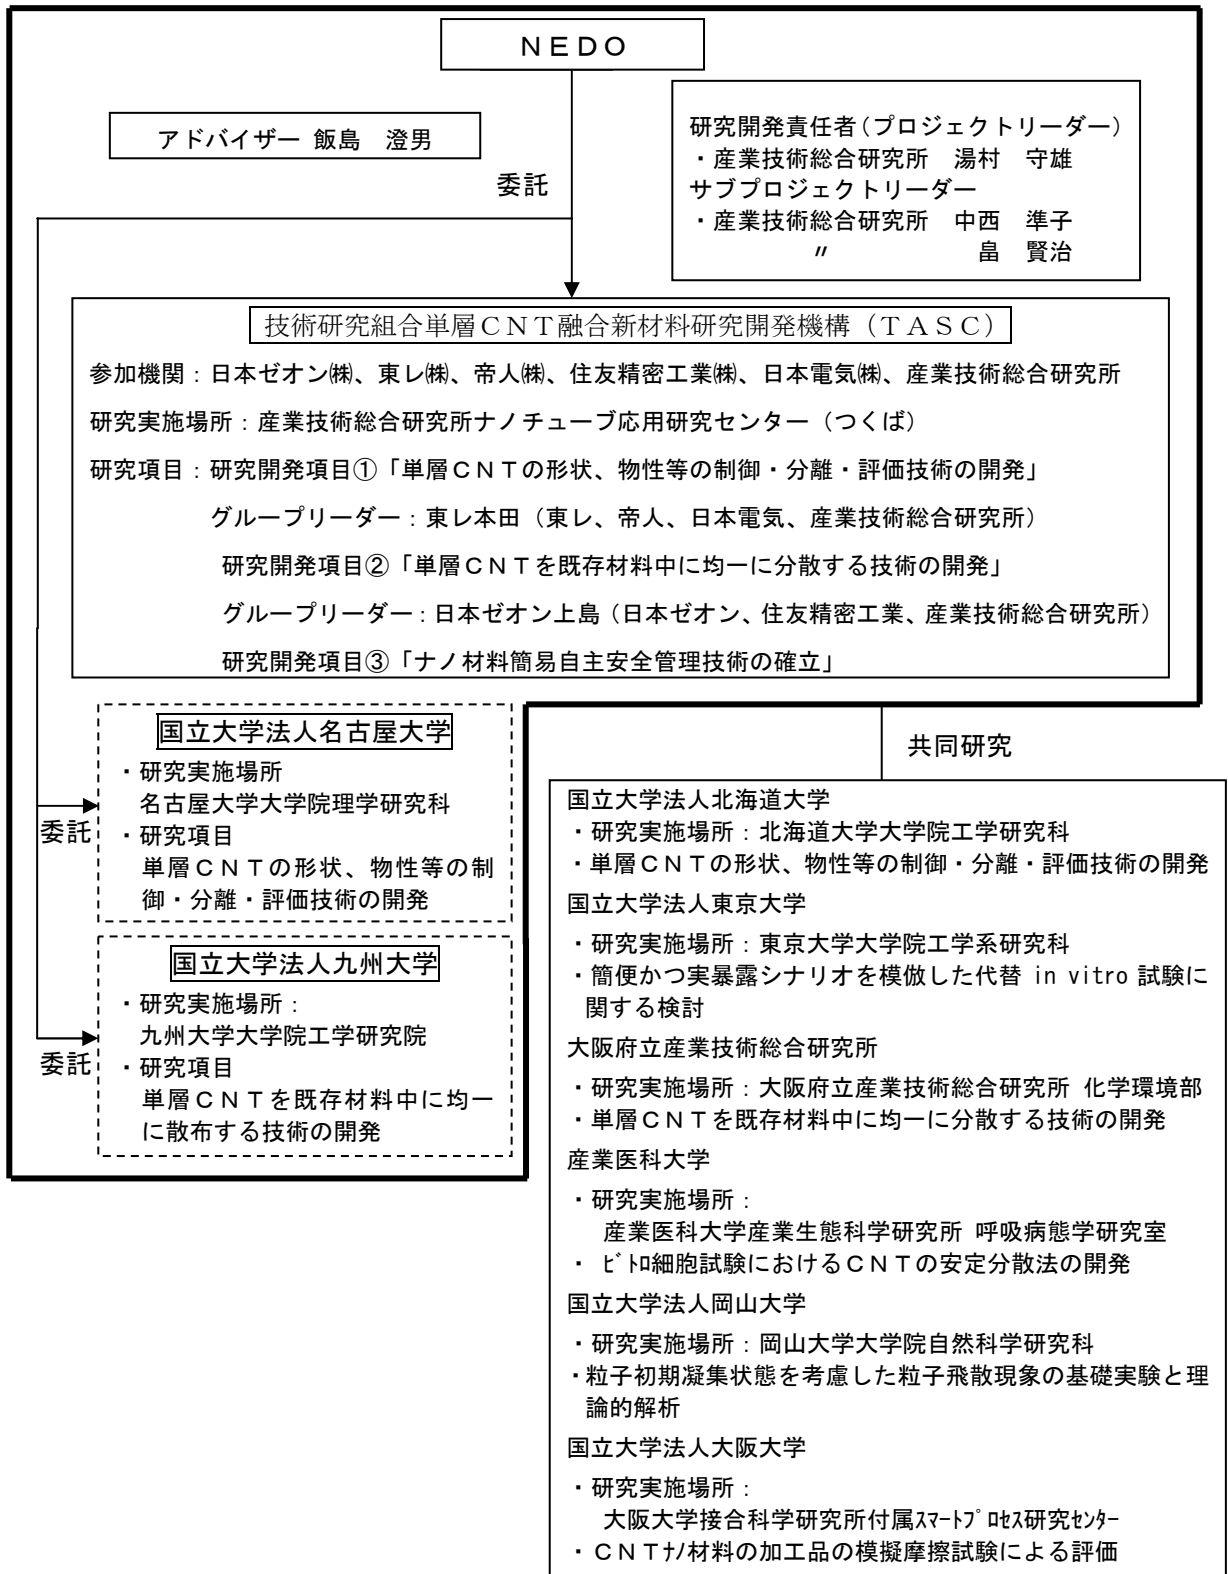 ＮＥＤＯ
アドバイザー 飯島　澄男
研究開発責任者(プロジェクトリーダー)
・産業技術総合研究所　湯村　守雄
サブプロジェクトリーダー
・産業技術総合研究所　中西　準子
〃　畠　賢治
委託
技術研究組合単層ＣＮＴ融合新材料研究開発機構（ＴＡＳＣ）
参加機関：日本ゼオン㈱、東レ㈱、帝人㈱、住友精密工業㈱、日本電気㈱、産業技術総合研究所
研究実施場所：産業技術総合研究所ナノチューブ応用研究センター（つくば）
研究項目：研究開発項目①「単層ＣＮＴの形状、物性等の制御・分離・評価技術の開発」
グループリーダー：東レ本田（東レ、帝人、日本電気、産業技術総合研究所）
研究開発項目②「単層ＣＮＴを既存材料中に均一に分散する技術の開発」
グループリーダー：日本ゼオン上島（日本ゼオン、住友精密工業、産業技術総合研究所）
研究開発項目③「ナノ材料簡易自主安全管理技術の確立」
国立大学法人名古屋大学
・研究実施場所
名古屋大学大学院理学研究科
・研究項目
単層ＣＮＴの形状、物性等の制
御・分離・評価技術の開発
委託
国立大学法人九州大学
・研究実施場所：
九州大学大学院工学研究院
・研究項目
単層ＣＮＴを既存材料中に均一
に散布する技術の開発
委託
共同研究
国立大学法人北海道大学
・研究実施場所：北海道大学大学院工学研究科
・単層ＣＮＴの形状、物性等の制御・分離・評価技術の開発
国立大学法人東京大学
・研究実施場所：東京大学大学院工学系研究科
・簡便かつ実暴露シナリオを模倣した代替 in vitro 試験に
関する検討
大阪府立産業技術総合研究所
・研究実施場所：大阪府立産業技術総合研究所 化学環境部
・単層ＣＮＴを既存材料中に均一に分散する技術の開発
産業医科大学
・研究実施場所：
産業医科大学産業生態科学研究所 呼吸病態学研究室
・ ﾋﾞﾄﾛ細胞試験におけるＣＮＴの安定分散法の開発
国立大学法人岡山大学
・研究実施場所：岡山大学大学院自然科学研究科
・粒子初期凝集状態を考慮した粒子飛散現象の基礎実験と理
論的解析
国立大学法人大阪大学
・研究実施場所：
大阪大学接合科学研究所付属ｽﾏｰﾄﾌﾟﾛｾｽ研究ｾﾝﾀｰ
・ＣＮＴﾅﾉ材料の加工品の模擬摩擦試験による評価